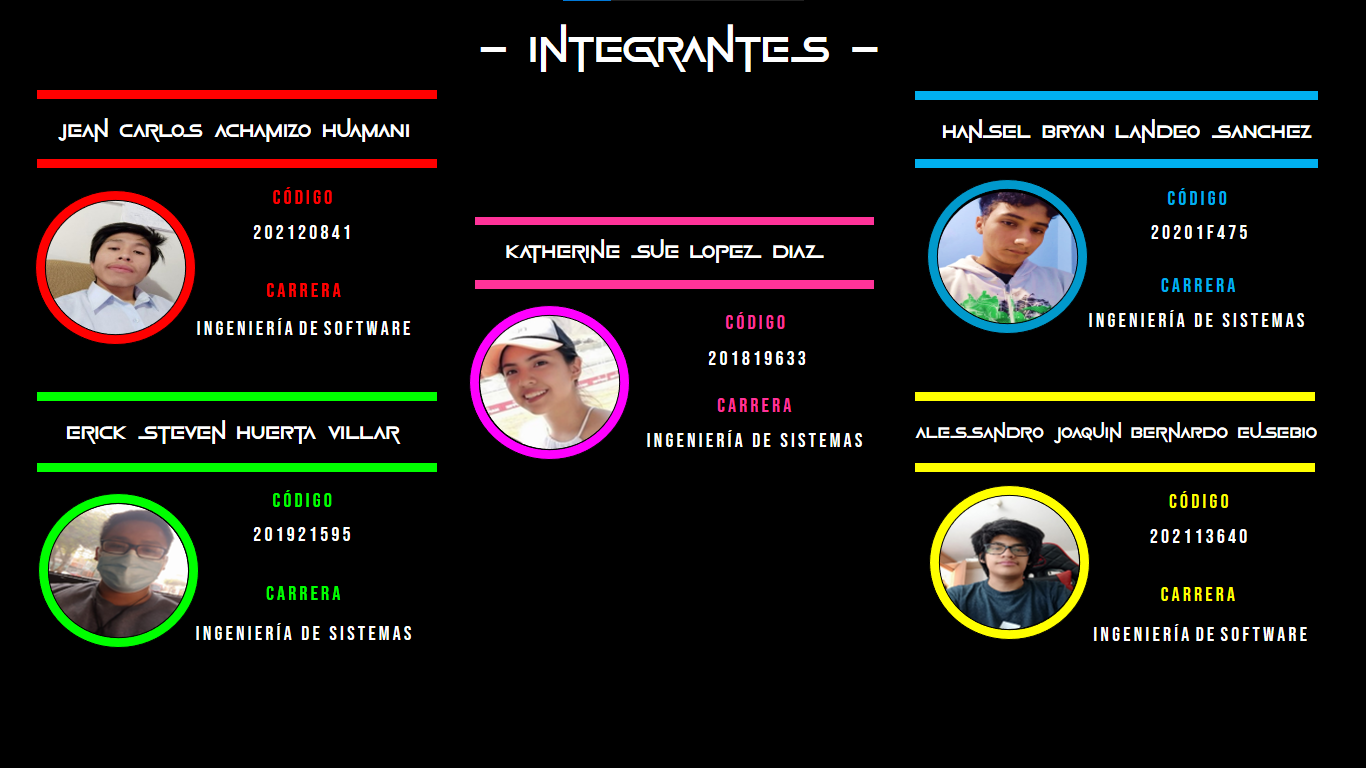 - INTEGRANTES -
JEAN CARLOS ACHAMIZO HUAMANI
CÓDIGO
202120841
CARRERA
INGENIERÍA DE SOFTWARE
ERICK STEVEN HUERTA VILLAR
CÓDIGO
201921595
CARRERA
INGENIERÍA DE SISTEMAS
KATHERINE SUE LOPEZ DIAZ
CÓDIGO
201819633
CARRERA
INGENIERÍA DE SISTEMAS
HANSEL BRYAN LANDEO SANCHEZ
CÓDIGO
20201F475
CARRERA
INGENIERÍA DE SISTEMAS
ALESSANDRO JOAQUIN BERNARDO EUSEBIO
CÓDIGO
202113640
CARRERA
INGENIERÍA DE SOFTWARE